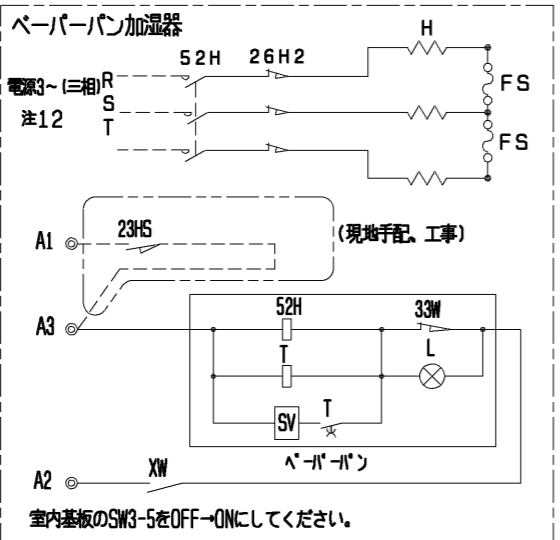 ペーパーパン加湿器
52H 26H2 H
電源3~(三相) R
S
注12 T
FS
FS
A1 23HS (現地手配、工事)
A3
52H 33W
T L
SV T
ペーパーパン
A2 XW
室内基板のSW3-5をOFF→ONにしてください。